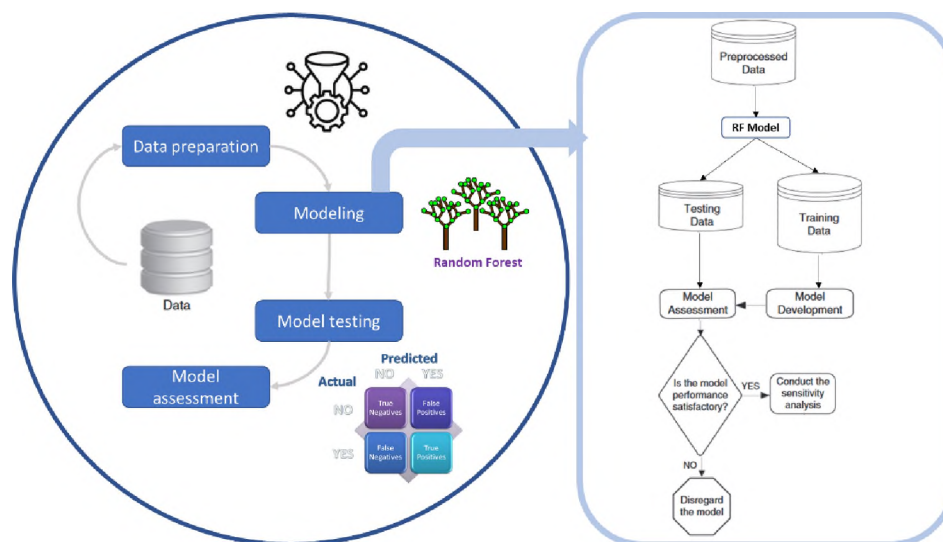 Data preparation
Modeling
Random Forest
Data
Model testing
Model
assessment
Predicted
NO YES
Actual
NO
True
Negatives
False
Positives
YES
False
Negatives
True
Positives
Preprocessed
Data
RF Model
Testing
Data
Training
Data
Model
Assessment
Model
Development
Is the model
performance
satisfactory?
YES
Conduct the
sensitivity
analysis
NO
Disregard
the model